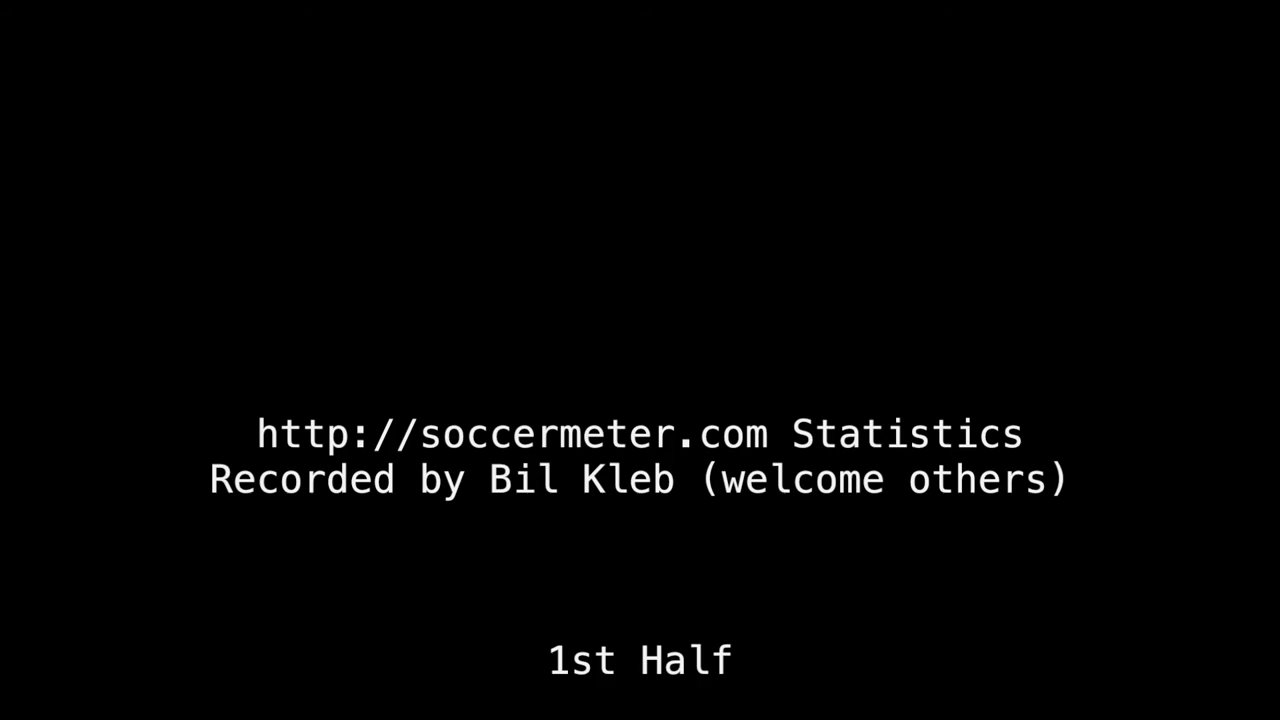 http://soccermeter.com Statistics
Recorded by Bil Kleb (welcome others)
1st Half